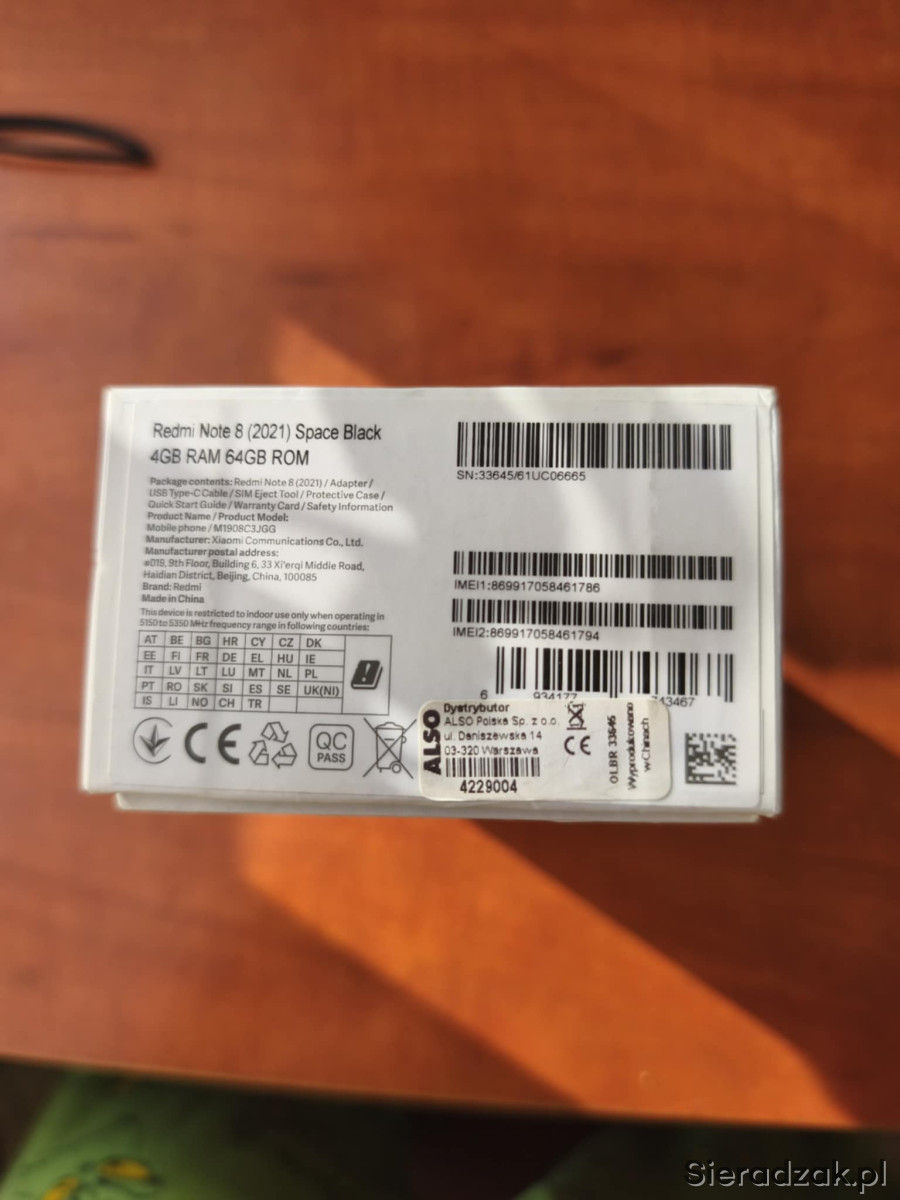 Redmi Note 8 (2021) Space Black
4GB RAM 64GB ROM
Package contents: Redmi Note 8 (2021) / Adapter /
USB Type-C Cable / SIM Eject Tool / Protective Case /
Quick Start Guide / Warranty Card / Safety Information
Product Name / Product Model:
Mobile phone / M1908C3JGG
Manufacturer: Xiaomi Communications Co., Ltd.
Manufacturer postal address:
#019, 9th Floor, Building 6, 33 Xi'erqi Middle Road,
Haidian District, Beijing, China, 100085
Brand: Redmi
Made in China
This device is restricted to indoor use only when operating in
5150 to 5350 MHz frequency range in following countries:
AT BE BG HR CY CZ DK
EE FI FR DE EL HU IE
IT LV LT LU MT NL PL
PT RO SK SI ES SE UK(NI)
IS LI NO CH TR
CE
QC
PASS
SN:33645/61UC06665
IMEI1:869917058461786
IMEI2:869917058461794
6 934177 743467
ALSO
Dystrybutor
ALSO Polska Sp. z o.o.
ul. Daniszewska 14
03-320 Warszawa
4229004
CE
OLBR 33645
Wyprodukowano
w Chinach
Sieradzak.pl